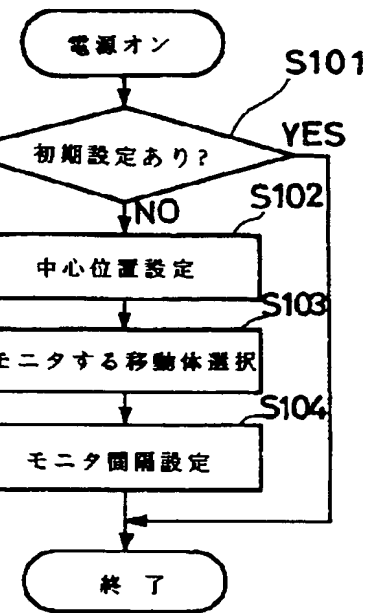 電源オン
S101
初期設定あり?
YES
NO
S102
中心位置設定
S103
モニタする移動体選択
S104
モニタ間隔設定
終了